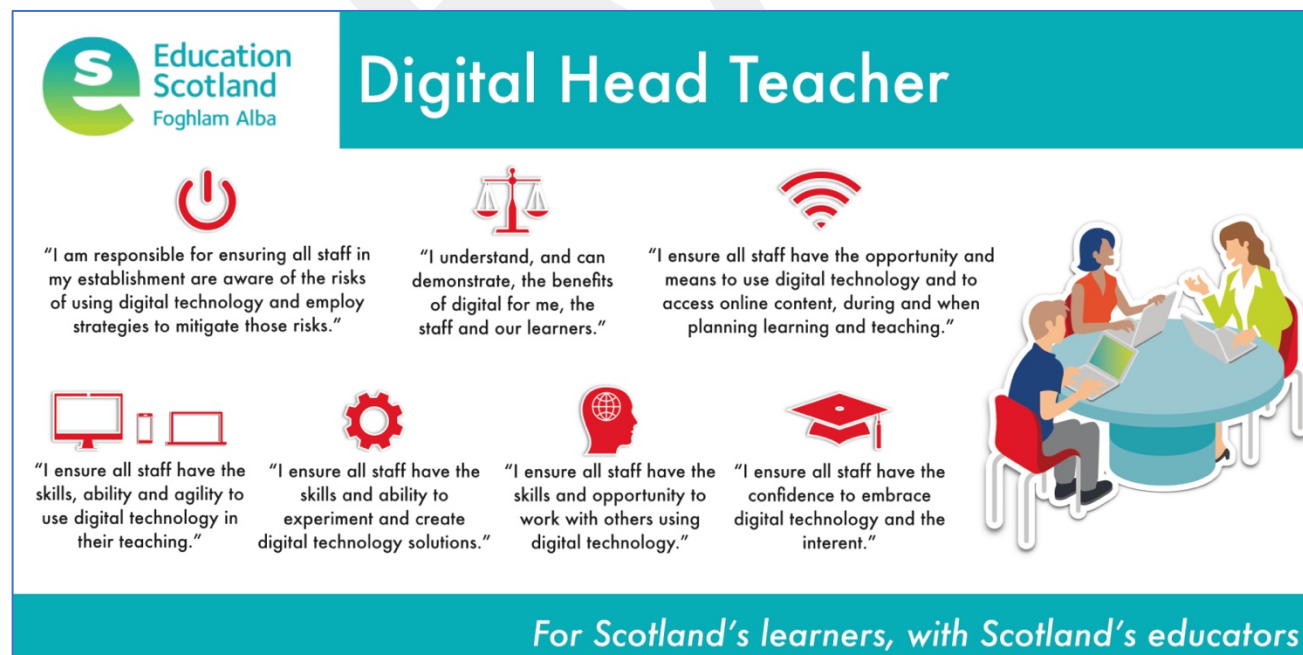 Education
Scotland
Foghlam Alba
Digital Head Teacher
“I am responsible for ensuring all staff in
my establishment are aware of the risks
of using digital technology and employ
strategies to mitigate those risks.”
“I understand, and can
demonstrate, the benefits
of digital for me, the
staff and our learners.”
“I ensure all staff have the opportunity and
means to use digital technology and to
access online content, during and when
planning learning and teaching.”
“I ensure all staff have the
skills, ability and agility to
use digital technology in
their teaching.”
“I ensure all staff have the
skills and ability to
experiment and create
digital technology solutions.”
“I ensure all staff have the
skills and opportunity to
work with others using
digital technology.”
“I ensure all staff have the
confidence to embrace
digital technology and the
interent.”
For Scotland’s learners, with Scotland’s educators